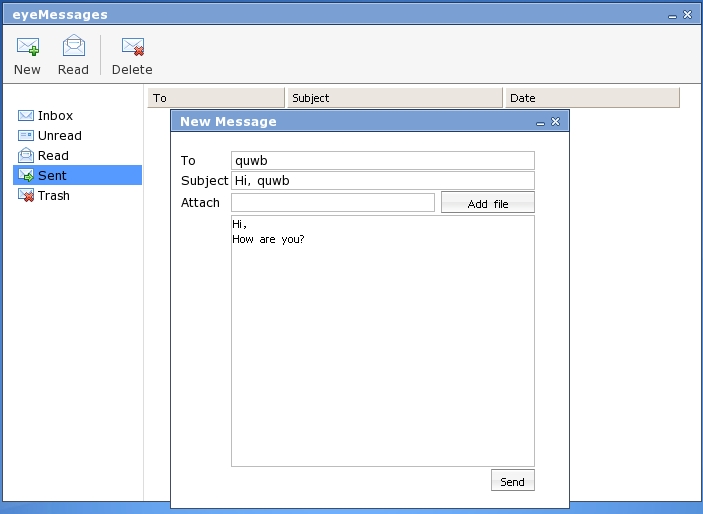 eyeMessages
New Read Delete
To Subject Date
Inbox
Unread
Read
Sent
Trash
New Message
To quwb
Subject Hi, quwb
Attach Add file
Hi,
How are you?
Send